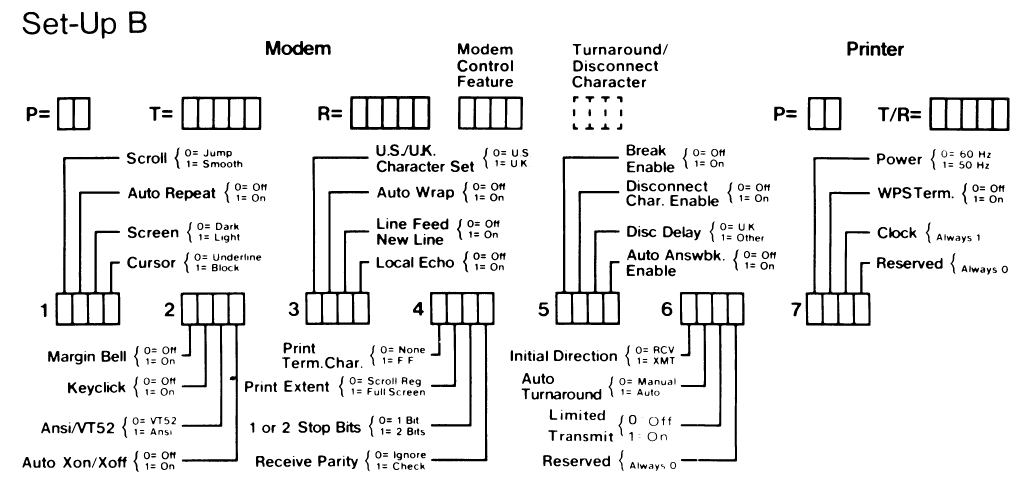 Set-Up B
Modem
Modem Control Feature
Turnaround/ Disconnect Character
Printer
P=
T=
R=
P=
T/R=
Scroll { 0= Jump
1= Smooth
Auto Repeat { 0= Off
1= On
Screen { 0= Dark
1= Light
Cursor { 0= Underline
1= Block
U.S./U.K. Character Set { 0= U S
1= U K
Auto Wrap { 0= Off
1= On
Line Feed New Line { 0= Off
1= On
Local Echo { 0= Off
1= On
Break Enable { 0= Off
1= On
Disconnect Char. Enable { 0= Off
1= On
Disc Delay { 0= U K
1= Other
Auto Answbk. Enable { 0= Off
1= On
Power { 0= 60 Hz
1= 50 Hz
WPSTerm. { 0= Off
1= On
Clock { Always 1
Reserved { Always 0
1
2
3
4
5
6
7
Margin Bell { 0= Off
1= On
Keyclick { 0= Off
1= On
Ansi/VT52 { 0= VT52
1= Ansi
Auto Xon/Xoff { 0= Off
1= On
Print Term.Char. { 0= None
1= F F
Print Extent { 0= Scroll Reg
1= Full Screen
1 or 2 Stop Bits { 0= 1 Bit
1= 2 Bits
Receive Parity { 0= Ignore
1= Check
Initial Direction { 0= RCV
1= XMT
Auto Turnaround { 0= Manual
1= Auto
Limited Transmit { 0 Off
1: On
Reserved { Always 0